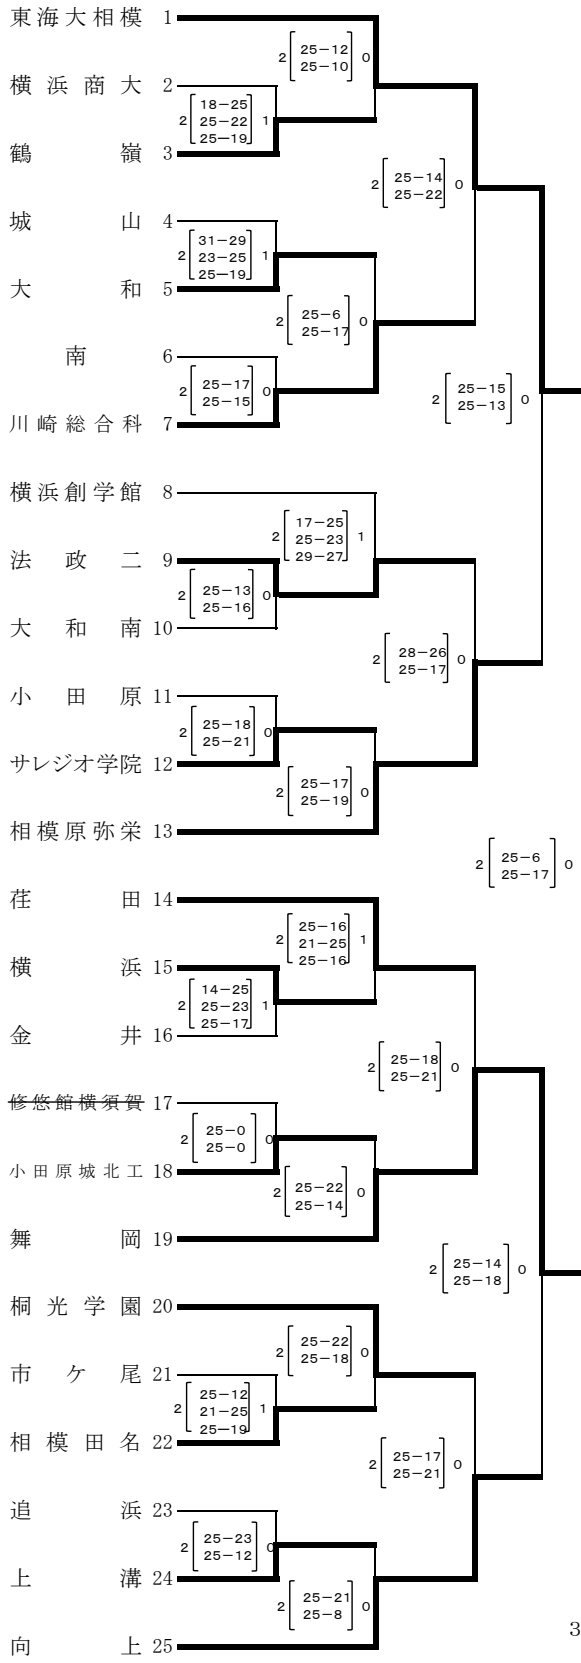 東海大相模 1
2 25-12 0
25-10
横浜商大 2
18-25
2 25-22 1
25-19
鶴嶺 3
2 25-14 0
25-22
城山 4
31-29
2 23-25 1
25-19
大和 5
2 25-6 0
25-17
南 6
2 25-17 0
25-15
川崎総合科 7
2 25-15 0
25-13
横浜創学館 8
17-25
2 25-23 1
29-27
法政二 9
2 25-13 0
25-16
大和南 10
2 28-26 0
25-17
小田原 11
2 25-18 0
25-21
サレジオ学院 12
2 25-17 0
25-19
相模原弥栄 13
2 25-6 0
25-17
荏田 14
25-16
2 21-25 1
25-16
横浜 15
14-25
2 25-23 1
25-17
金井 16
2 25-18 0
25-21
修悠館横須賀 17
2 25-0 0
25-0
小田原城北工 18
2 25-22 0
25-14
舞岡 19
2 25-14 0
25-18
桐光学園 20
2 25-22 0
25-18
市ケ尾 21
25-12
2 21-25 1
25-19
相模田名 22
2 25-17 0
25-21
追浜 23
2 25-23 0
25-12
上溝 24
2 25-21 0
25-8
3
向上 25